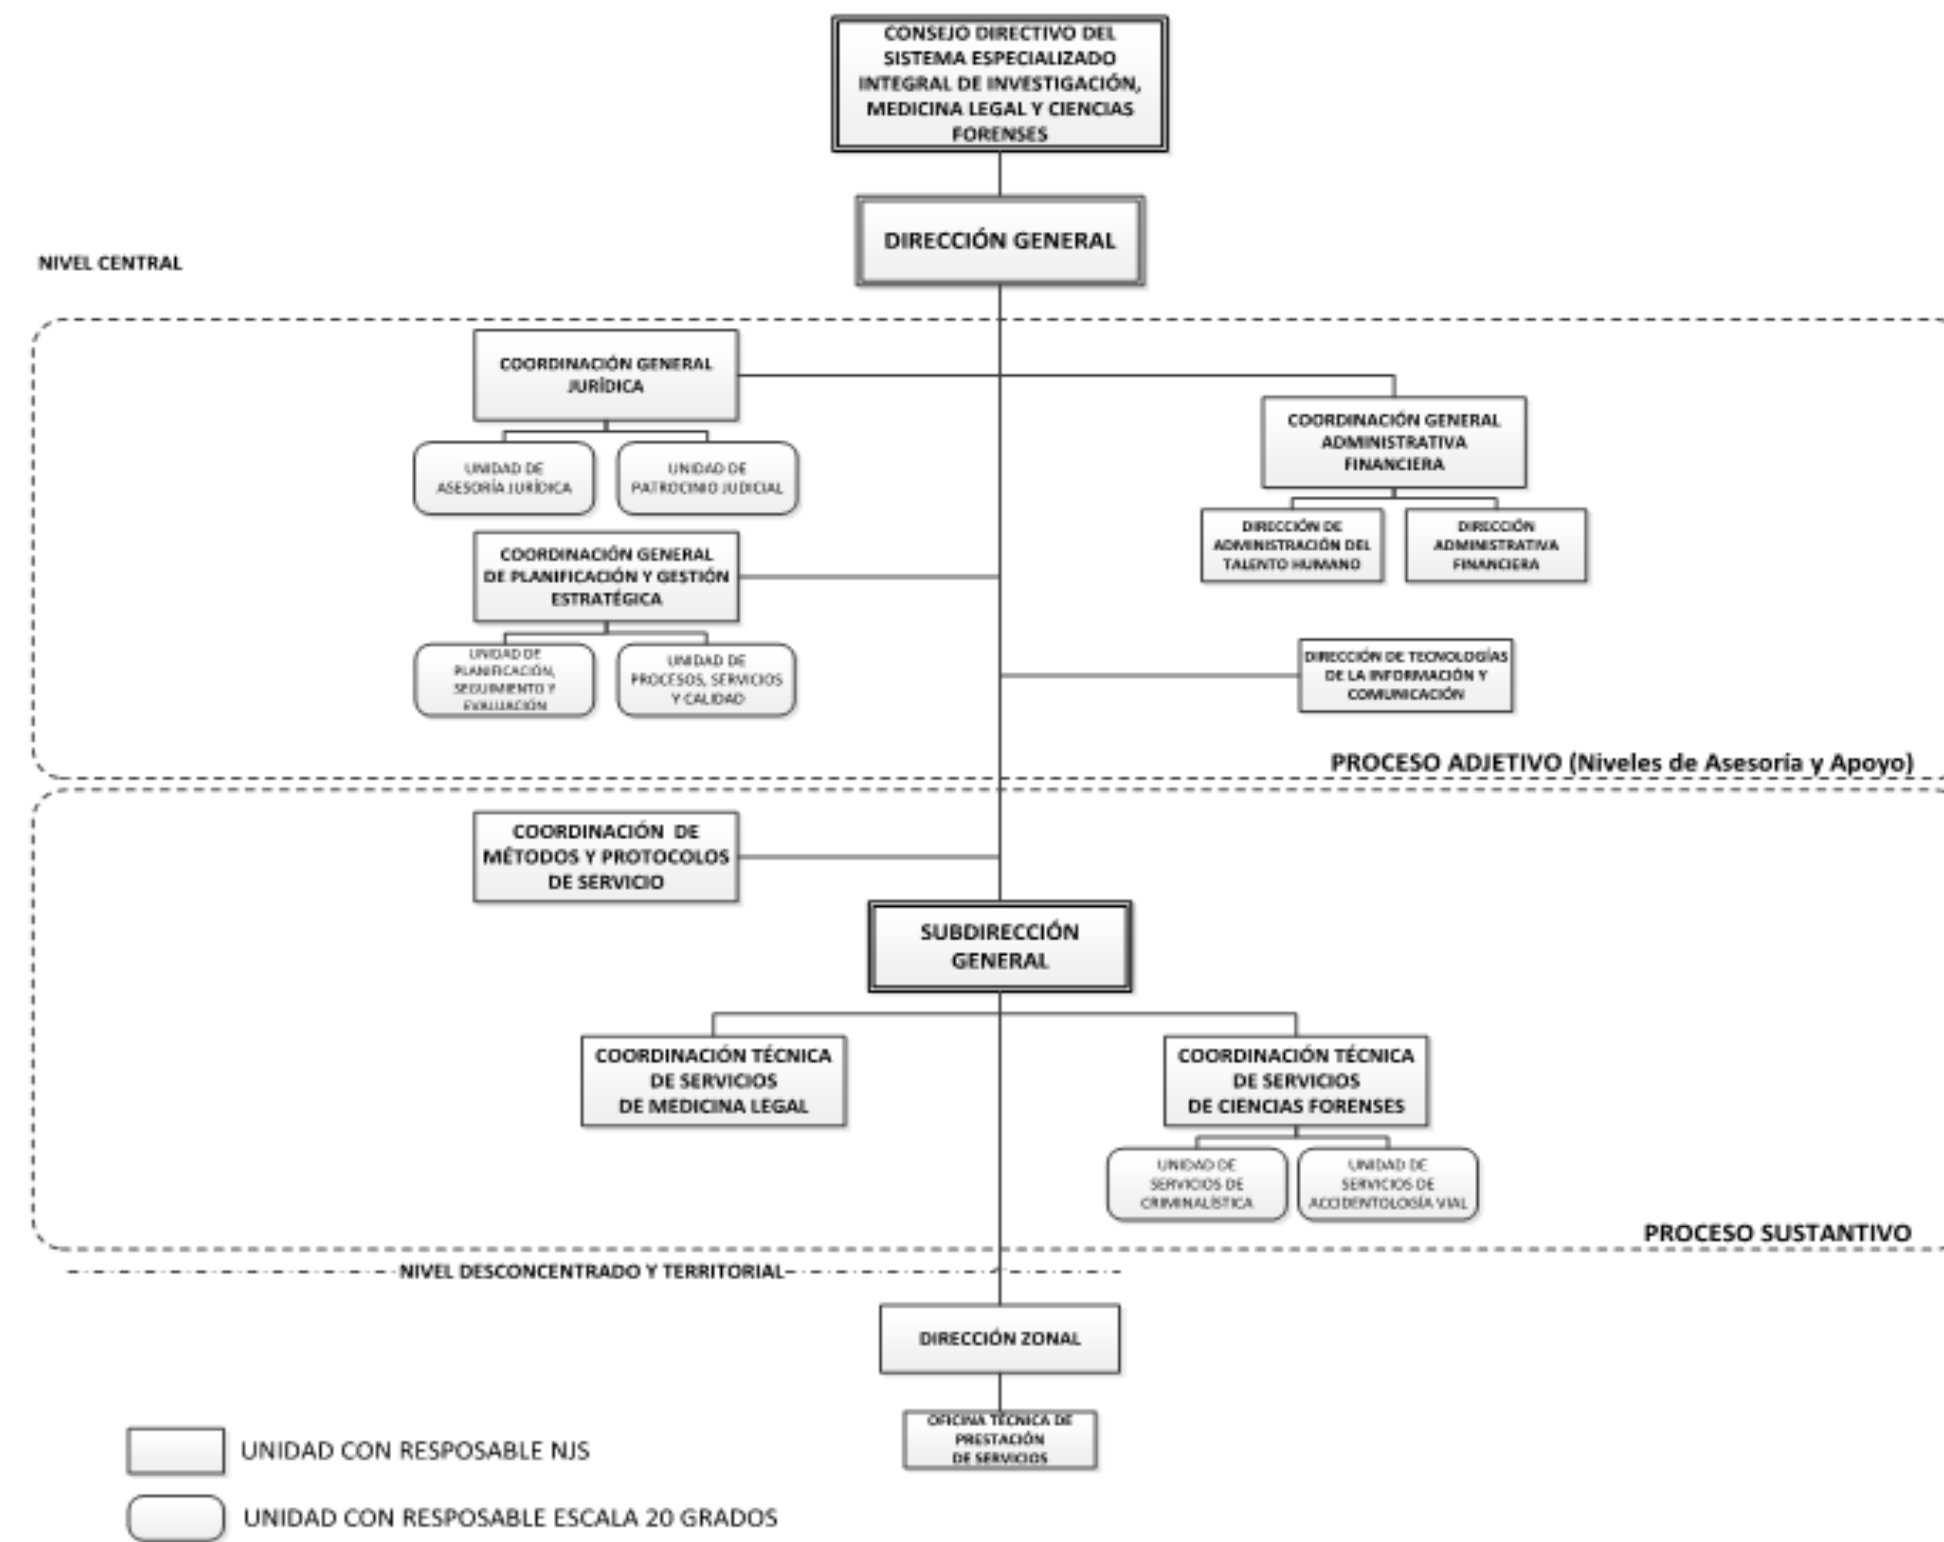 CONSEJO DIRECTIVO DEL
SISTEMA ESPECIALIZADO
INTEGRAL DE INVESTIGACIÓN,
MEDICINA LEGAL Y CIENCIAS
FORENSES
DIRECCIÓN GENERAL
NIVEL CENTRAL
COORDINACIÓN GENERAL
JURÍDICA
UNIDAD DE
ASESORÍA JURÍDICA
UNIDAD DE
PATROCINIO JUDICIAL
COORDINACIÓN GENERAL
ADMINISTRATIVA
FINANCIERA
DIRECCIÓN DE
ADMINISTRACIÓN DEL
TALENTO HUMANO
DIRECCIÓN
ADMINISTRATIVA
FINANCIERA
COORDINACIÓN GENERAL
DE PLANIFICACIÓN Y GESTIÓN
ESTRATÉGICA
UNIDAD DE
PLANIFICACIÓN,
SEGUIMIENTO Y
EVALUACIÓN
UNIDAD DE
PROCESOS, SERVICIOS
Y CALIDAD
DIRECCIÓN DE TECNOLOGÍAS
DE LA INFORMACIÓN Y
COMUNICACIÓN
PROCESO ADJETIVO (Niveles de Asesoría y Apoyo)
COORDINACIÓN DE
MÉTODOS Y PROTOCOLOS
DE SERVICIO
SUBDIRECCIÓN
GENERAL
COORDINACIÓN TÉCNICA
DE SERVICIOS
DE MEDICINA LEGAL
COORDINACIÓN TÉCNICA
DE SERVICIOS
DE CIENCIAS FORENSES
UNIDAD DE
SERVICIOS DE
CRIMINALÍSTICA
UNIDAD DE
SERVICIOS DE
ACCIDENTOLOGÍA VIAL
PROCESO SUSTANTIVO
NIVEL DESCONCENTRADO Y TERRITORIAL
DIRECCIÓN ZONAL
OFICINA TÉCNICA DE
PRESTACIÓN
DE SERVICIOS
UNIDAD CON RESPOSABLE NJS
UNIDAD CON RESPOSABLE ESCALA 20 GRADOS